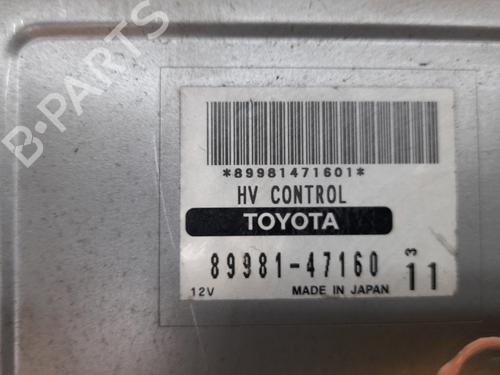 B-PARTS
*89981471601*
HV CONTROL
TOYOTA
89981-47160 3 11
12V MADE IN JAPAN